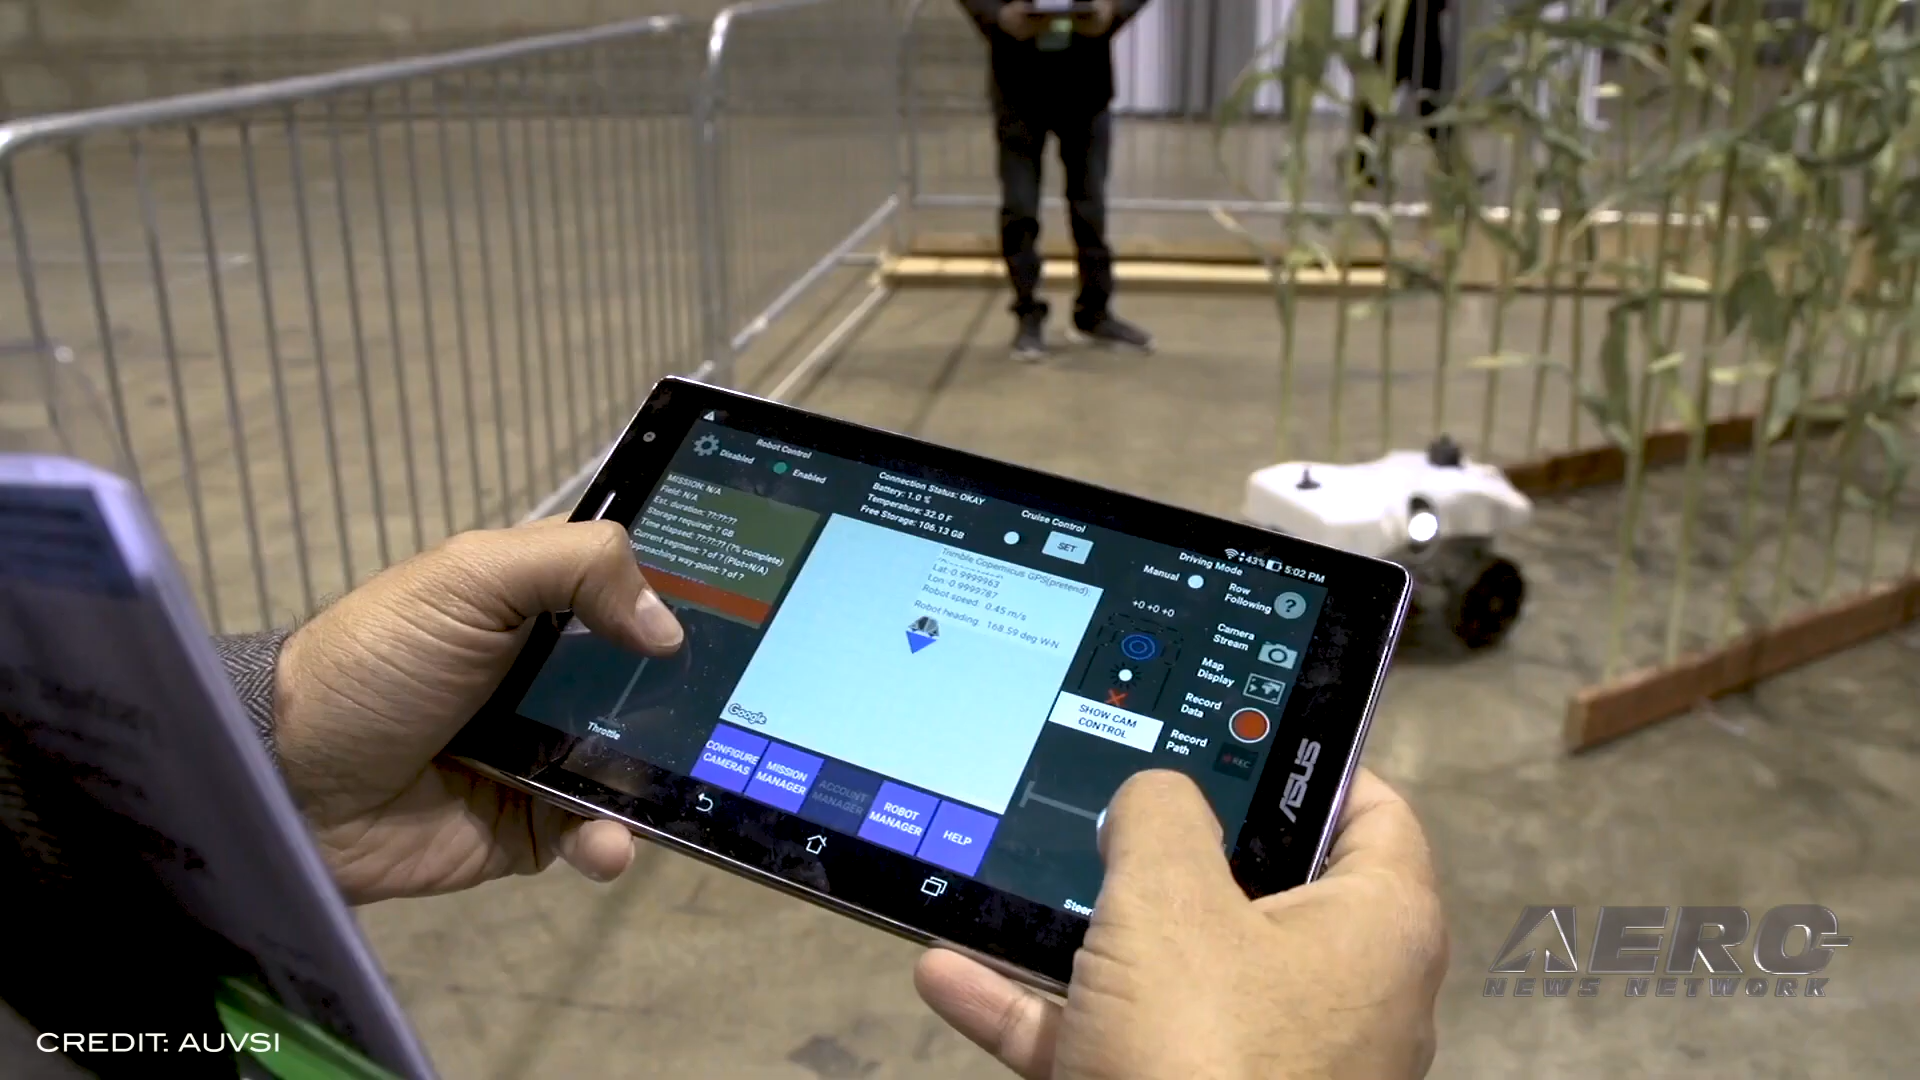 Robot Control
Disabled
Enabled
MISSION: N/A
Field: N/A
Est. duration: ??:??:??
Storage required: ? GB
Time elapsed: ??:??:?? (?% complete)
Current segment: ? of ? (Plot=N/A)
Approaching way-point: ? of ?
Connection Status: OKAY
Battery: 1.0 %
Temperature: 32.0 F
Free Storage: 106.13 GB
Cruise Control
SET
43%
5:02 PM
Driving Mode
Manual
Row
Following
?
+0 +0 +0
Trimble Copernicus GPS(pretend):
Lat:-0.9999963
Lon:-0.9999787
Robot speed: 0.45 m/s
Robot heading: 168.59 deg W-N
Camera
Stream
Map
Display
Record
Data
Record
Path
REC
SHOW CAM
CONTROL
Google
Throttle
CONFIGURE
CAMERAS
MISSION
MANAGER
ACCOUNT
MANAGER
ROBOT
MANAGER
HELP
ASUS
AERO
NEWS NETWORK
CREDIT: AUVSI